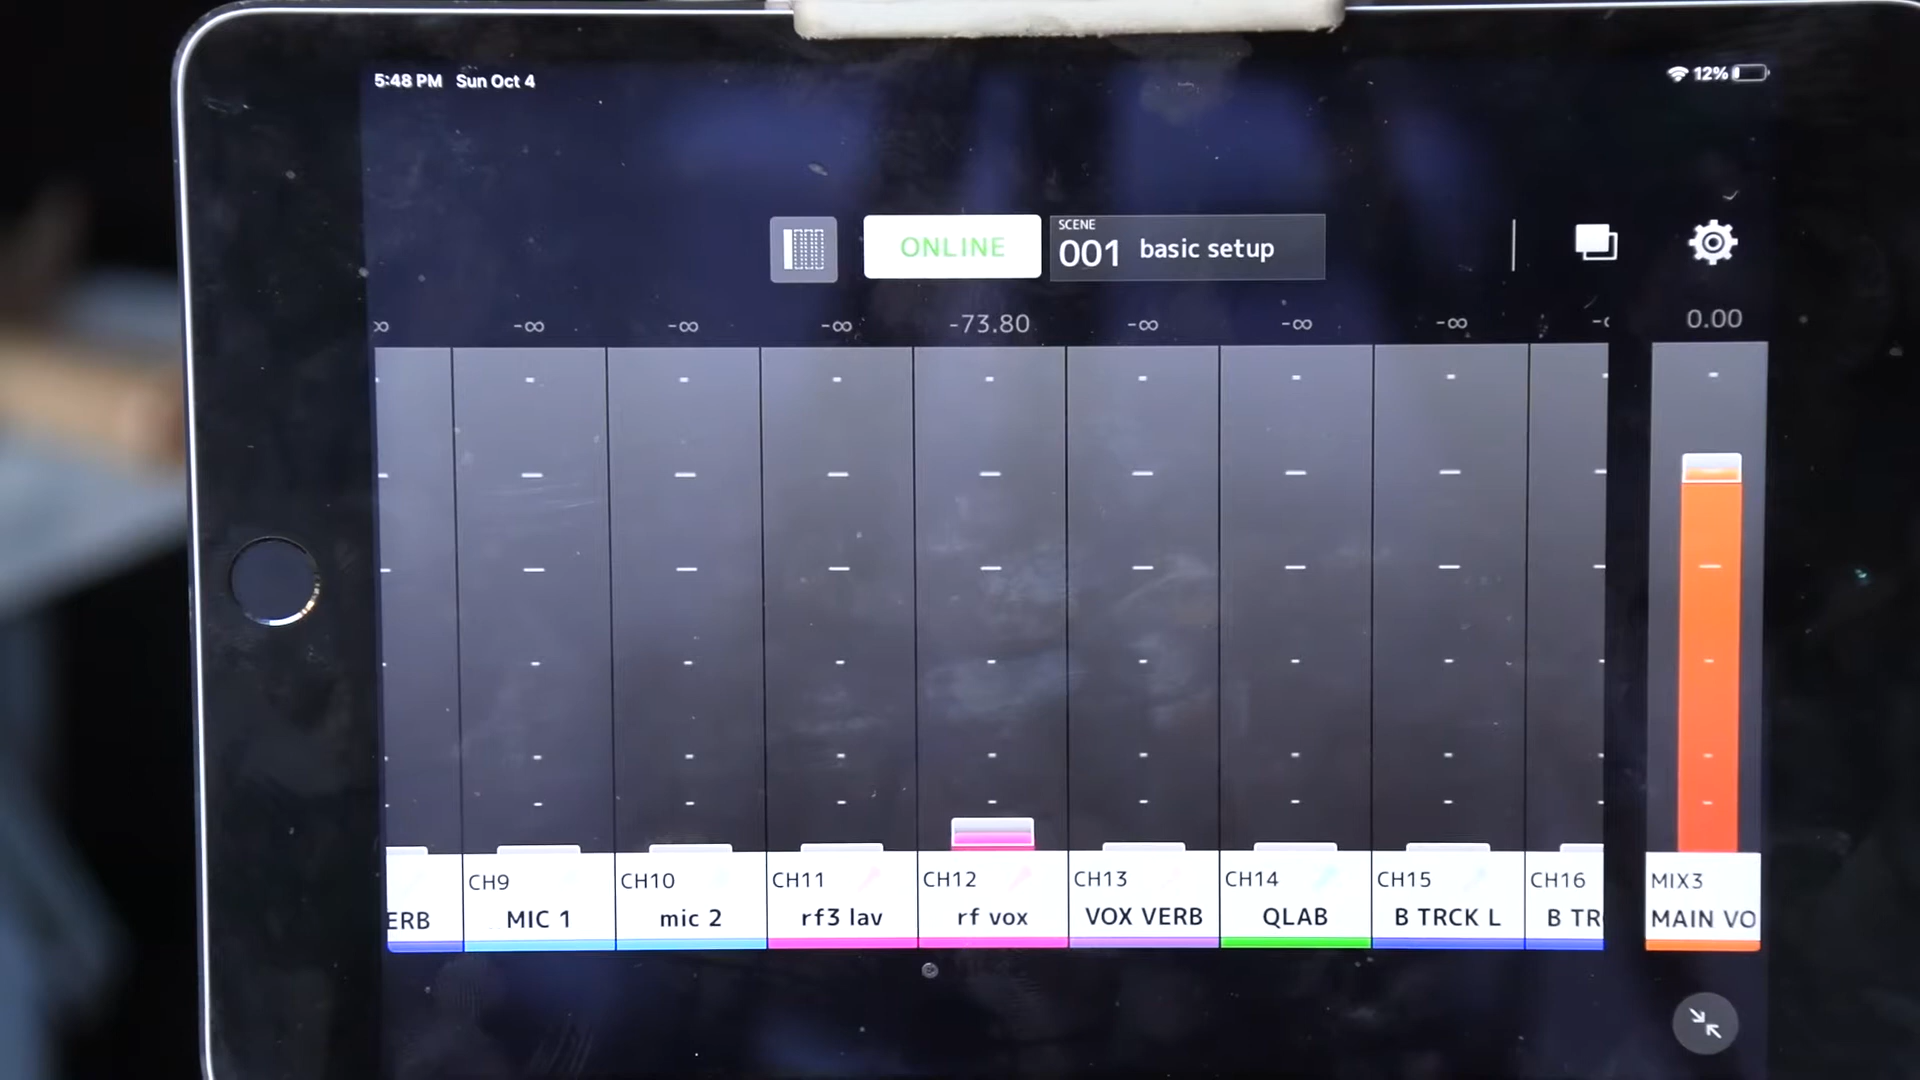 5:48 PM Sun Oct 4
12%
ONLINE
SCENE
001 basic setup
∞ -∞ -∞ -∞ -73.80 -∞ -∞ -∞ 0.00
CH9 CH10 CH11 CH12 CH13 CH14 CH15 CH16 MIX3
ERB MIC 1 mic 2 rf3 lav rf vox VOX VERB QLAB B TRCK L B TR MAIN VO